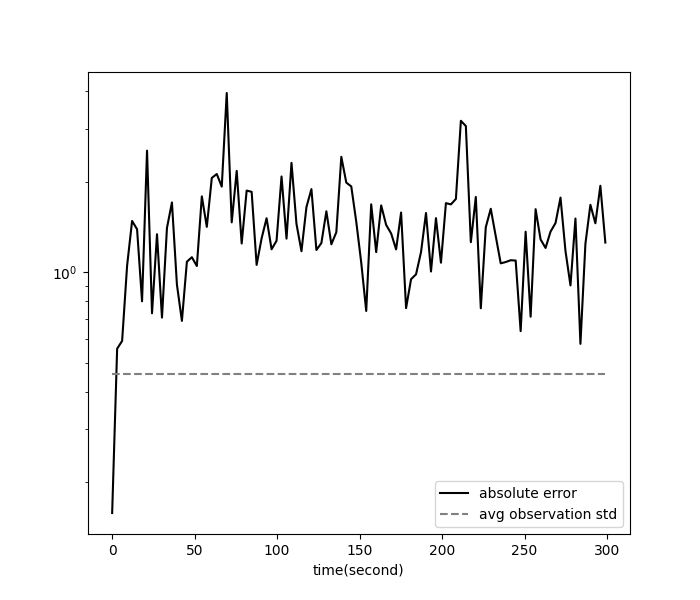 10⁰
absolute error
avg observation std
0 50 100 150 200 250 300
time(second)